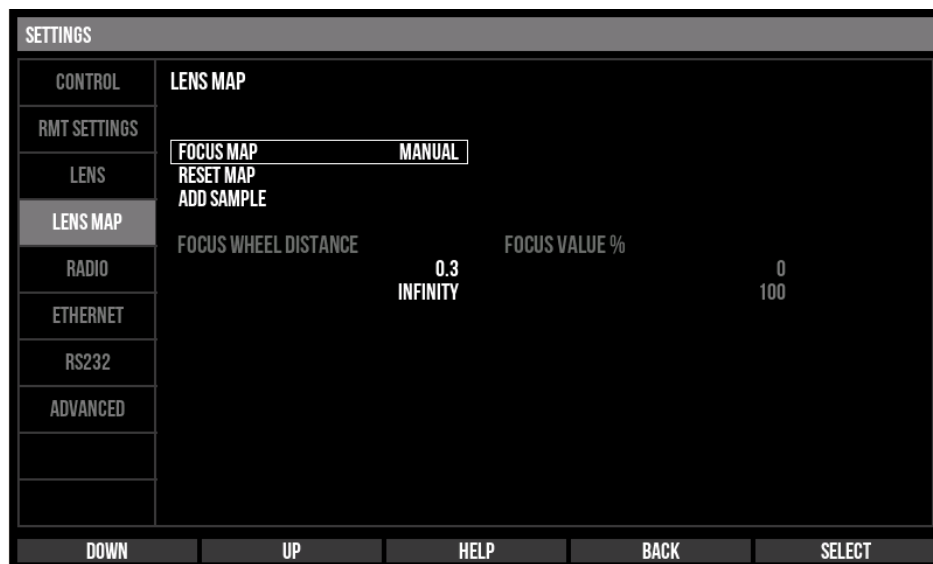 SETTINGS
CONTROL
RMT SETTINGS
LENS
LENS MAP
RADIO
ETHERNET
RS232
ADVANCED
LENS MAP
FOCUS MAP MANUAL
RESET MAP
ADD SAMPLE
FOCUS WHEEL DISTANCE FOCUS VALUE %
0.3 0
INFINITY 100
DOWN UP HELP BACK SELECT